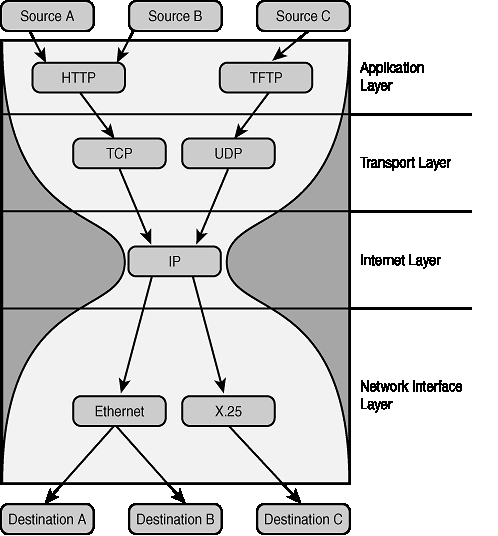 Source A
Source B
Source C
HTTP
TFTP
Application
Layer
TCP
UDP
Transport Layer
IP
Internet Layer
Network Interface
Layer
Ethernet
X.25
Destination A
Destination B
Destination C